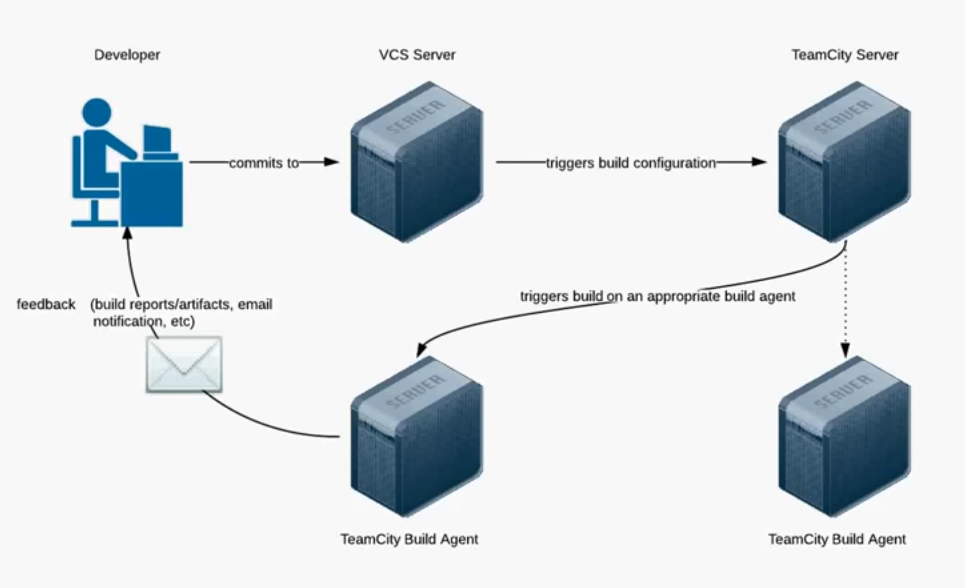 Developer
VCS Server
TeamCity Server
SERVER
SERVER
commits to
triggers build configuration
triggers build on an appropriate build agent
feedback (build reports/artifacts, email
notification, etc)
SERVER
SERVER
TeamCity Build Agent
TeamCity Build Agent